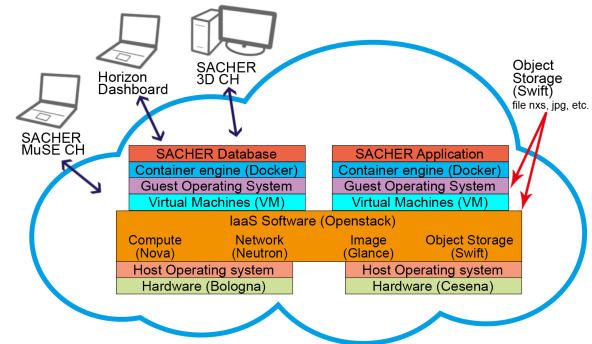 SACHER
3D CH
Horizon
Dashboard
SACHER
MuSE CH
Object
Storage
(Swift)
file nxs, jpg, etc.
SACHER Database
Container engine (Docker)
Guest Operating System
Virtual Machines (VM)
SACHER Application
Container engine (Docker)
Guest Operating System
Virtual Machines (VM)
IaaS Software (Openstack)
Compute
(Nova)
Network
(Neutron)
Image
(Glance)
Object Storage
(Swift)
Host Operating system
Hardware (Bologna)
Host Operating system
Hardware (Cesena)